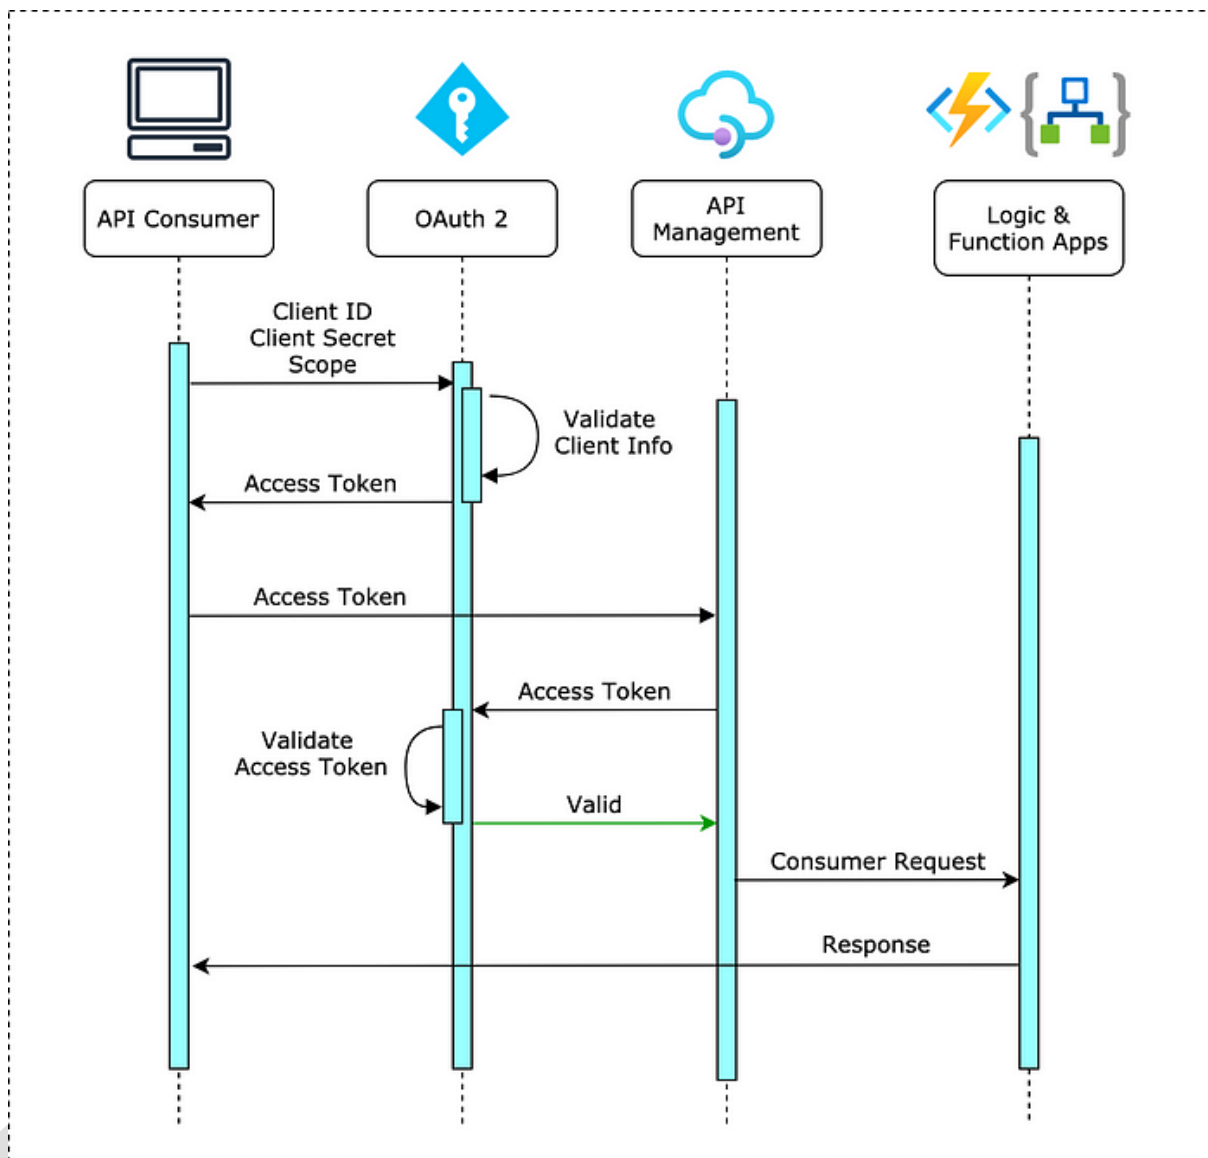 API Consumer
OAuth 2
API
Management
Logic &
Function Apps
Client ID
Client Secret
Scope
Validate
Client Info
Access Token
Access Token
Access Token
Validate
Access Token
Valid
Consumer Request
Response